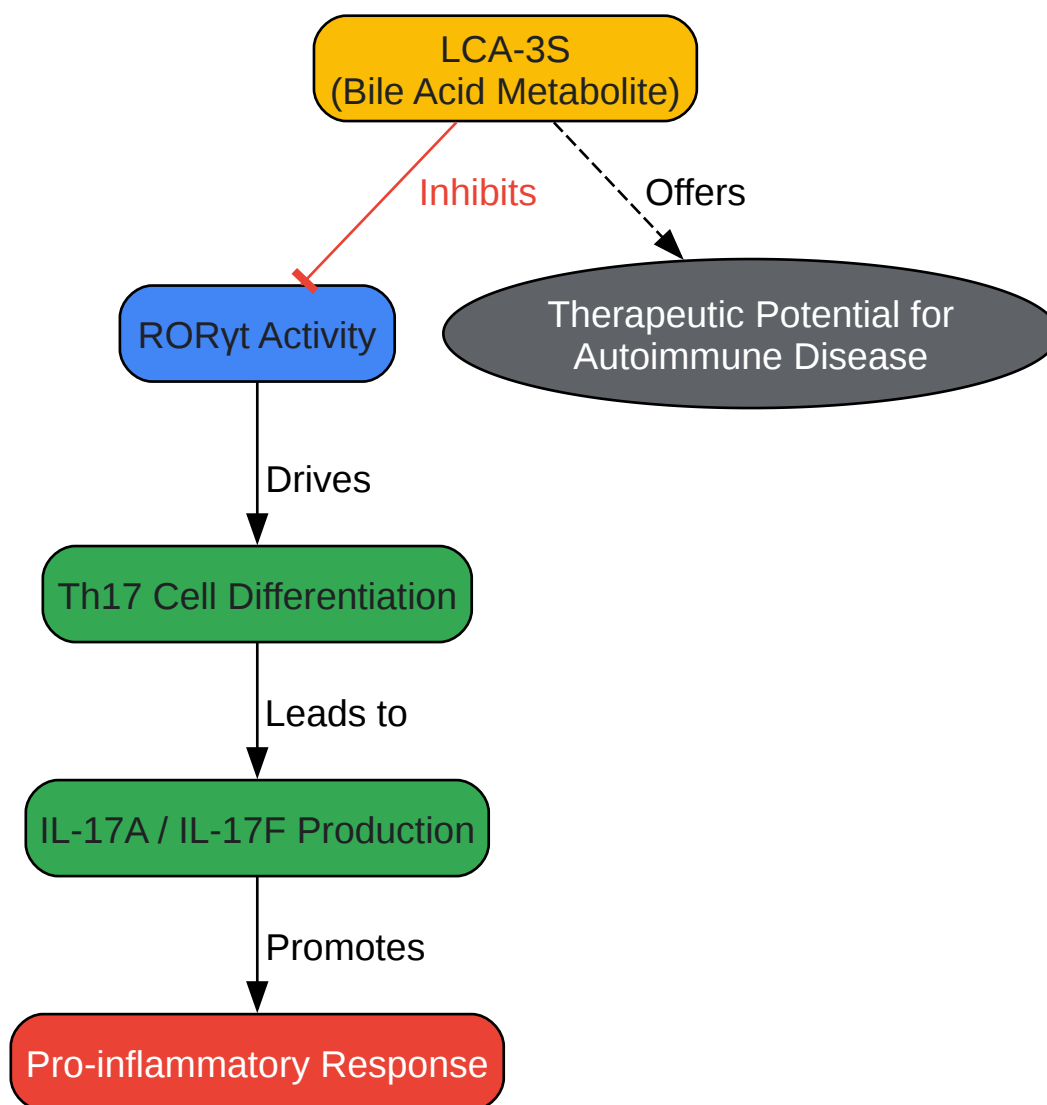 LCA-3S
(Bile Acid Metabolite)
Inhibits
Offers
RORγt Activity
Therapeutic Potential for
Autoimmune Disease
Drives
Th17 Cell Differentiation
Leads to
IL-17A / IL-17F Production
Promotes
Pro-inflammatory Response